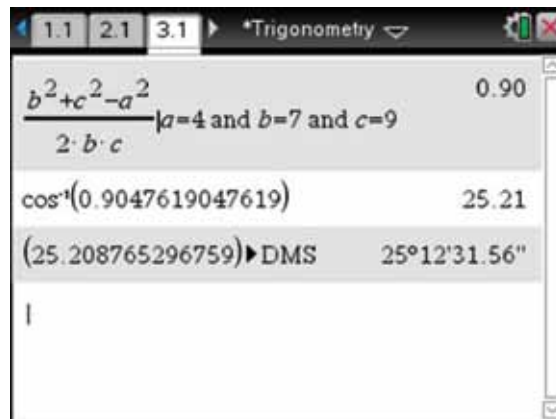 1.1 2.1 3.1 *Trigonometry
b²+c²-a²
───────|a=4 and b=7 and c=9 0.90
2·b·c
cos⁻¹(0.9047619047619) 25.21
(25.208765296759)▶DMS 25°12'31.56"